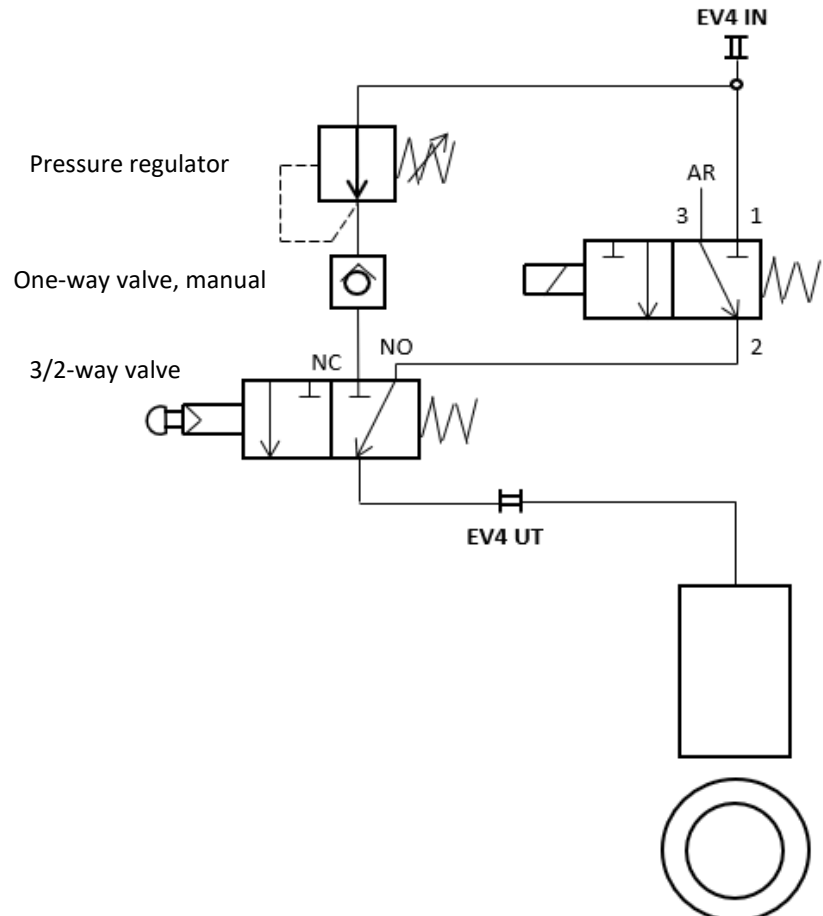 EV4 IN
Pressure regulator
AR
3
1
One-way valve, manual
2
NC
NO
3/2-way valve
EV4 UT